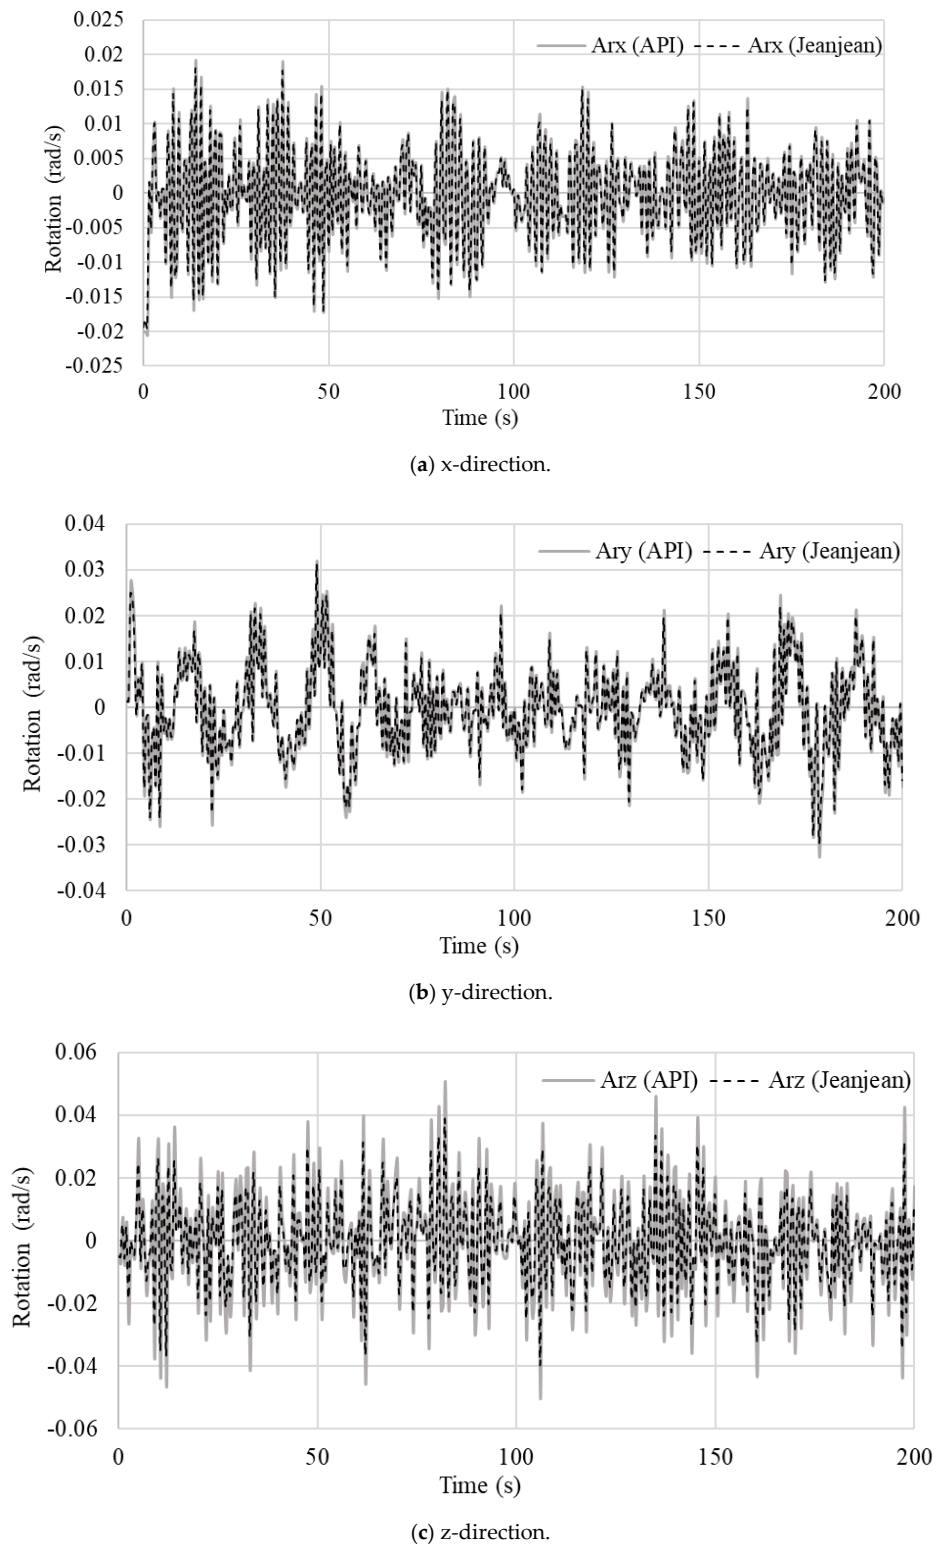 0.025
0.02
0.015
0.01
0.005
0
-0.005
-0.01
-0.015
-0.02
-0.025
Rotation (rad/s)
Arx (API) Arx (Jeanjean)
0 50 100 150 200
Time (s)
(a) x-direction.
0.04
0.03
0.02
0.01
0
-0.01
-0.02
-0.03
-0.04
Rotation (rad/s)
Ary (API) Ary (Jeanjean)
0 50 100 150 200
Time (s)
(b) y-direction.
0.06
0.04
0.02
0
-0.02
-0.04
-0.06
Rotation (rad/s)
Arz (API) Arz (Jeanjean)
0 50 100 150 200
Time (s)
(c) z-direction.